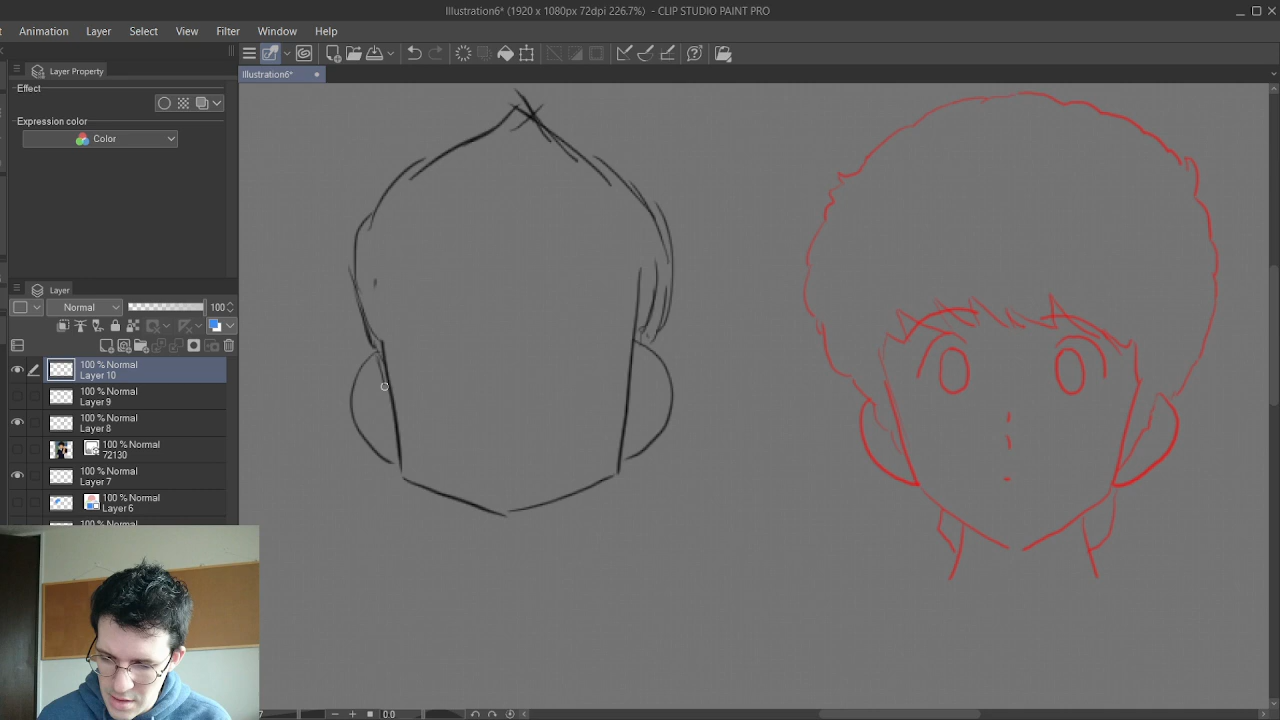 Illustration6* (1920 x 1080px 72dpi 226.7%) - CLIP STUDIO PAINT PRO
Animation Layer Select View Filter Window Help
Layer Property
Illustration6*
Effect
Expression color
Color
Layer
Normal 100
100 % Normal
Layer 10
100 % Normal
Layer 9
100 % Normal
Layer 8
100 % Normal
72130
100 % Normal
Layer 7
100 % Normal
Layer 6
0.0